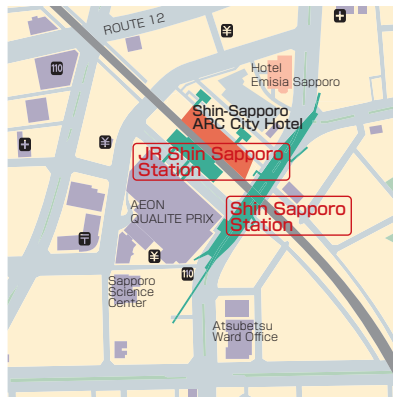 ROUTE 12
¥
110
Hotel
Emisia Sapporo
Shin-Sapporo
ARC City Hotel
¥
JR Shin Sapporo
Station
AEON
QUALITE PRIX
Shin Sapporo
Station
〒
¥
110
Sapporo
Science
Center
Atsubetsu
Ward Office